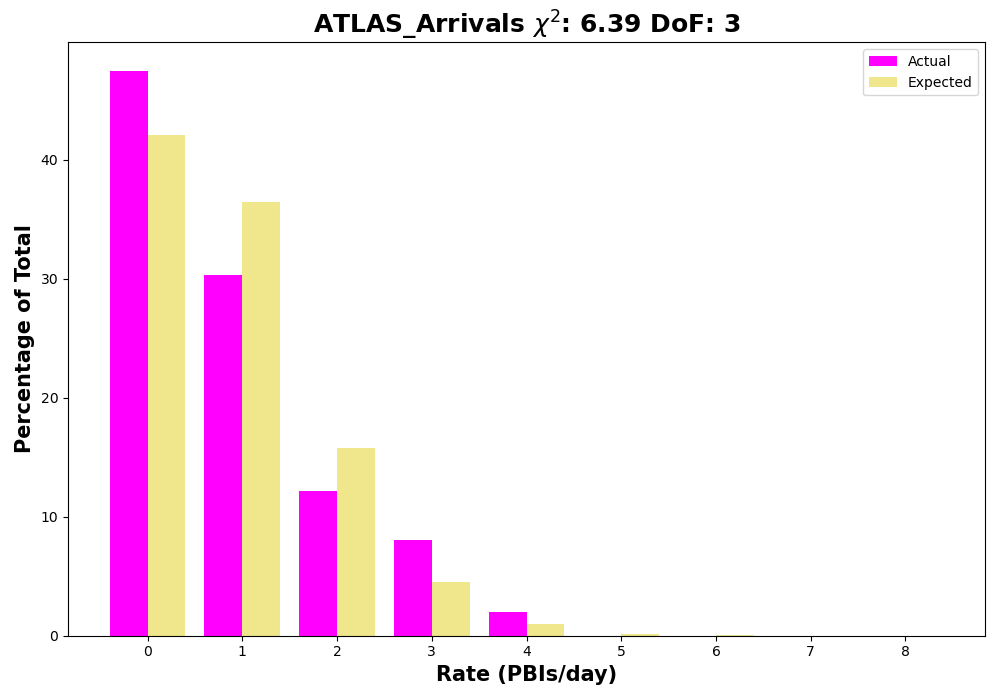 ATLAS_Arrivals χ²: 6.39 DoF: 3
Actual
Expected
Percentage of Total
40
30
20
10
0
0 1 2 3 4 5 6 7 8
Rate (PBIs/day)